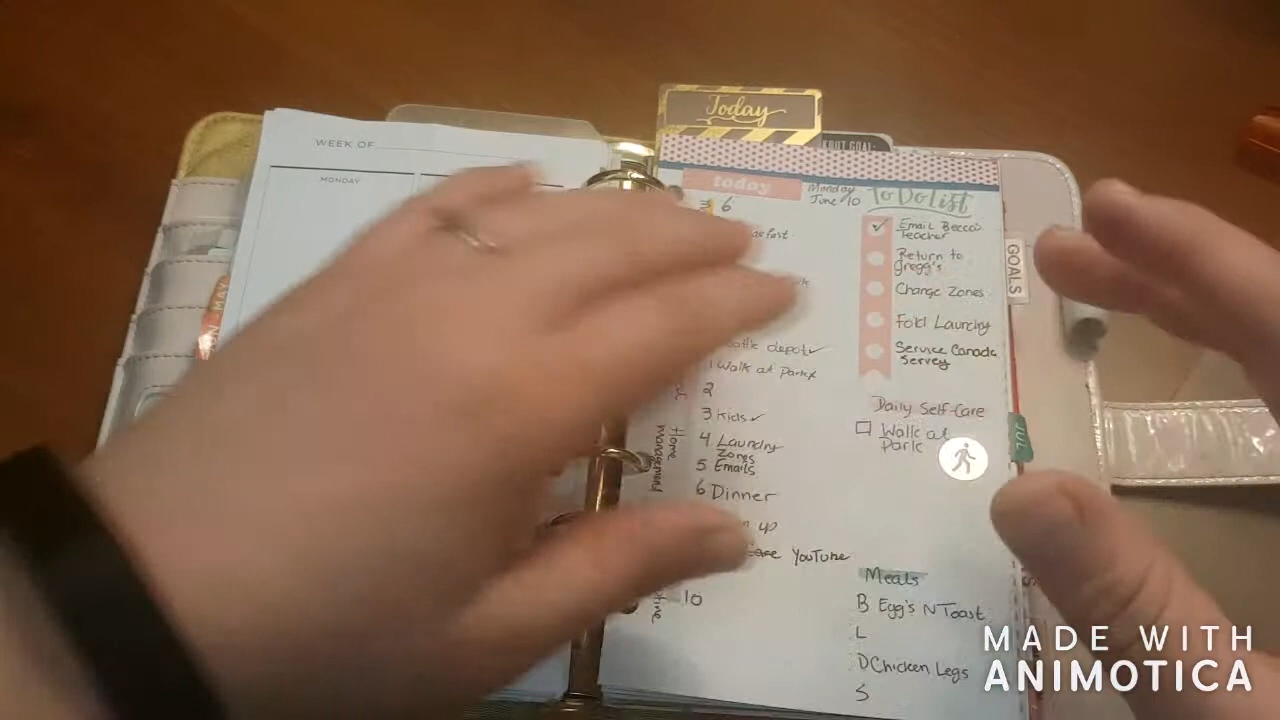 Today
WEEK OF
MONDAY
today
Monday
June 10
To Do List
6
Email Becca's
Teacher
Return to
Gregg's
Change Zones
Fold Laundry
Service Canada
Servey
depot
1 Walk at Park
2
3 Kids
4 Laundry
Zones
5 Emails
6 Dinner
up
YouTube
10
Home
Management
Daily Self-Care
Walk at
Park
Meals
B Egg's N Toast
L
D Chicken Legs
S
GOALS
MAY
JUL
MADE WITH
ANIMOTICA